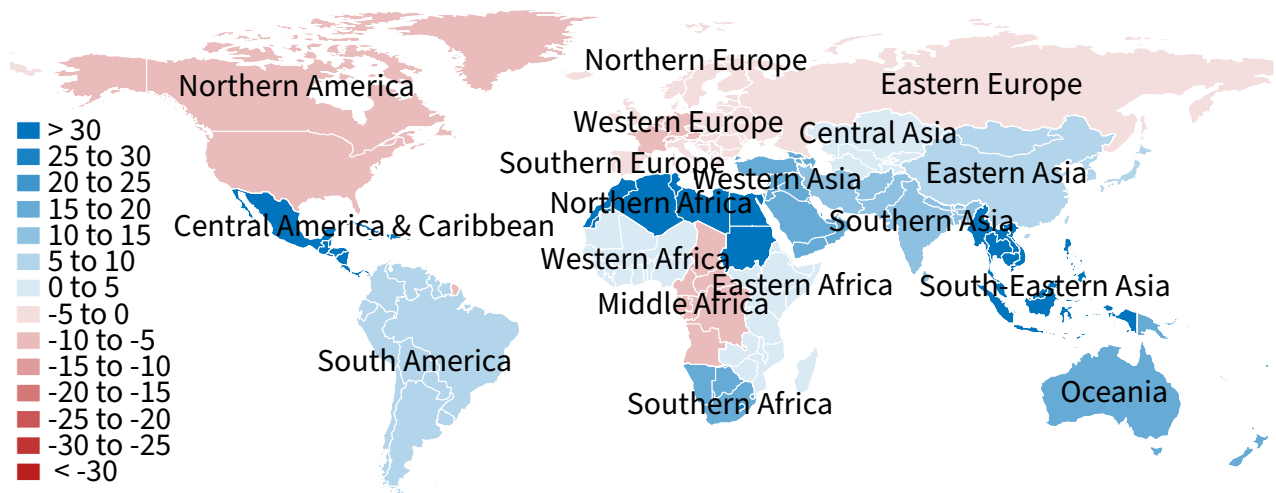 Northern Europe
Northern America
Eastern Europe
Western Europe
Central Asia
Southern Europe
Western Asia
Eastern Asia
Northern Africa
Southern Asia
Central America & Caribbean
Western Africa
Eastern Africa
South-Eastern Asia
Middle Africa
South America
Oceania
Southern Africa
> 30
25 to 30
20 to 25
15 to 20
10 to 15
5 to 10
0 to 5
-5 to 0
-10 to -5
-15 to -10
-20 to -15
-25 to -20
-30 to -25
< -30